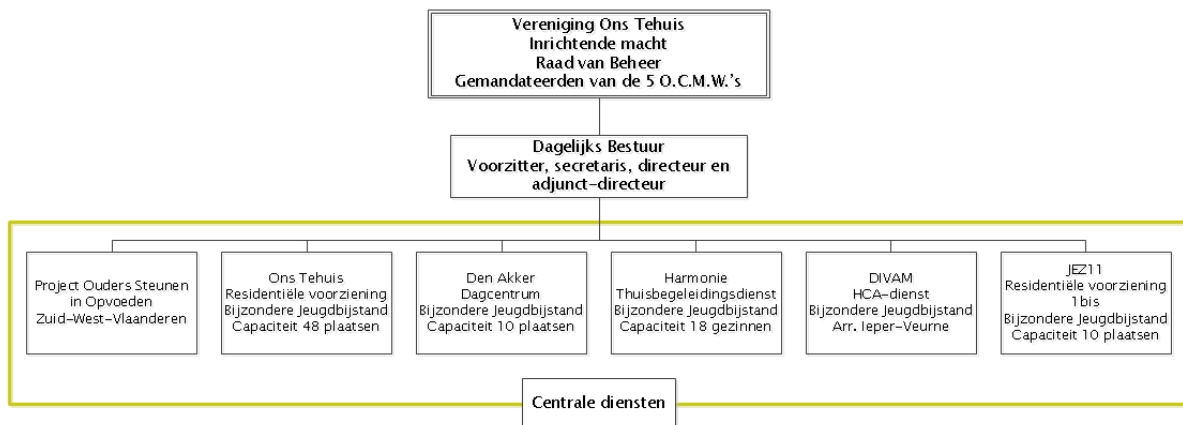 Vereniging Ons Tehuis
Inrichtende macht
Raad van Beheer
Gemandateerden van de 5 O.C.M.W.'s
Dagelijks Bestuur
Voorzitter, secretaris, directeur en
adjunct-directeur
Project Ouders Steunen
in Opvoeden
Zuid-West-Vlaanderen
Ons Tehuis
Residentiële voorziening
Bijzondere Jeugdbijstand
Capaciteit 48 plaatsen
Den Akker
Dagcentrum
Bijzondere Jeugdbijstand
Capaciteit 10 plaatsen
Harmonie
Thuisbegeleidingsdienst
Bijzondere Jeugdbijstand
Capaciteit 18 gezinnen
DIVAM
HCA-dienst
Bijzondere Jeugdbijstand
Arr. Ieper-Veurne
JEZ11
Residentiële voorziening
1bis
Bijzondere Jeugdbijstand
Capaciteit 10 plaatsen
Centrale diensten